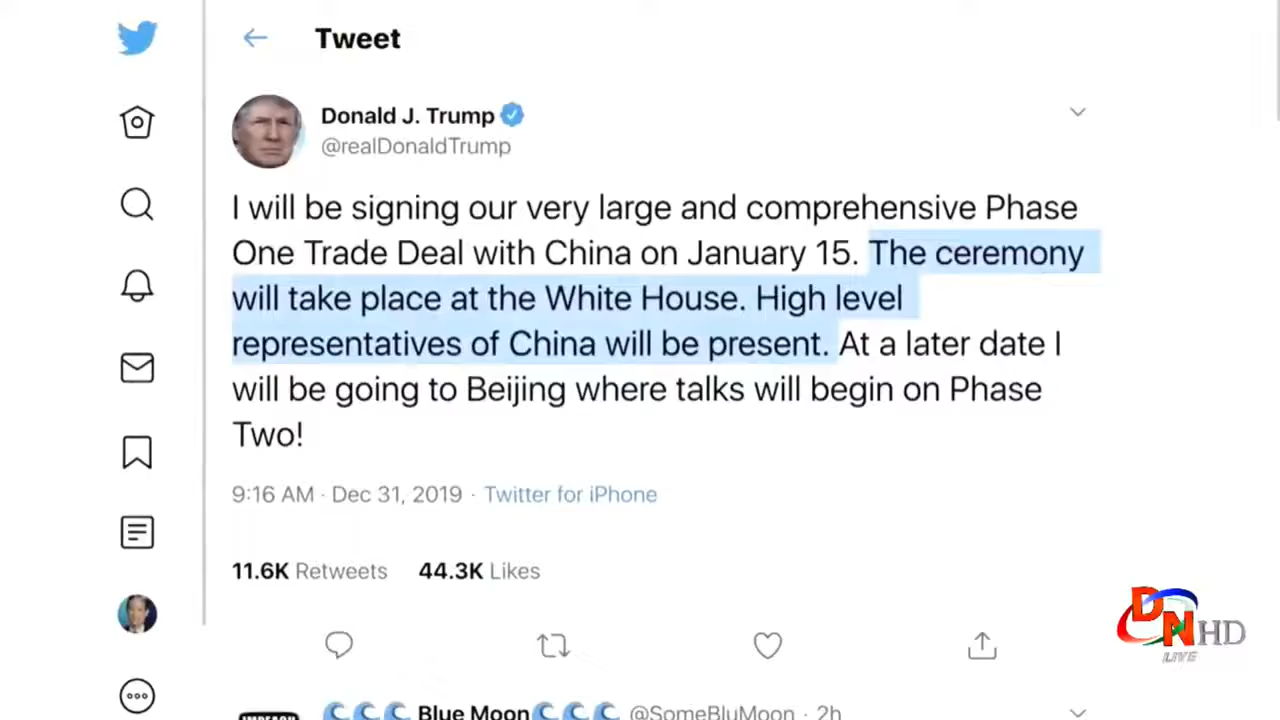 Tweet
Donald J. Trump
@realDonaldTrump
I will be signing our very large and comprehensive Phase
One Trade Deal with China on January 15. The ceremony
will take place at the White House. High level
representatives of China will be present. At a later date I
will be going to Beijing where talks will begin on Phase
Two!
9:16 AM · Dec 31, 2019 · Twitter for iPhone
11.6K Retweets 44.3K Likes
DN HD
LIVE
Blue Moon @SomeBluMoon · 2h